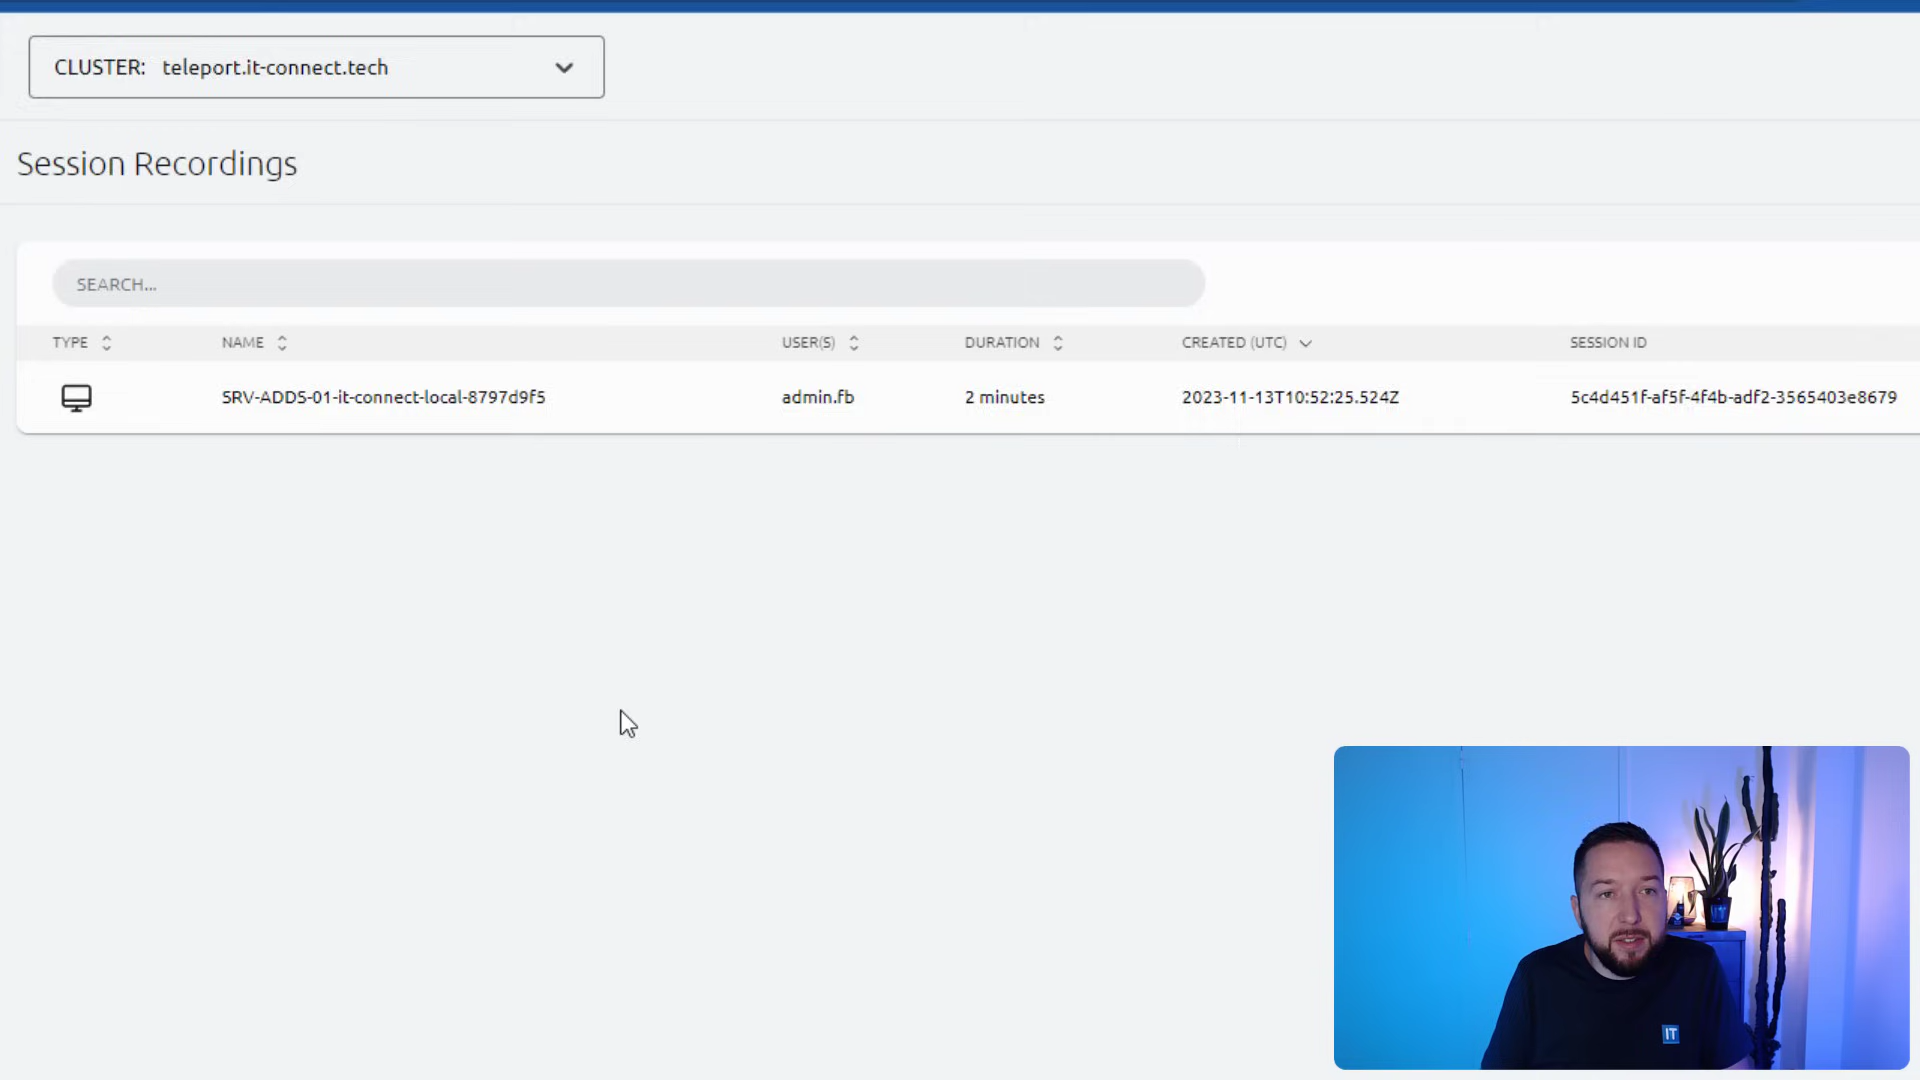 CLUSTER: teleport.it-connect.tech
Session Recordings
SEARCH...
TYPE NAME USER(S) DURATION CREATED (UTC) SESSION ID
SRV-ADDS-01-it-connect-local-8797d9f5 admin.fb 2 minutes 2023-11-13T10:52:25.524Z 5c4d451f-af5f-4f4b-adf2-3565403e8679
IT